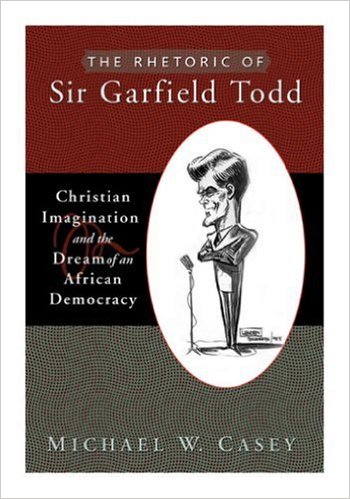 THE RHETORIC OF
Sir Garfield Todd
Christian
Imagination
and the
Dream of an
African
Democracy
MICHAEL W. CASEY